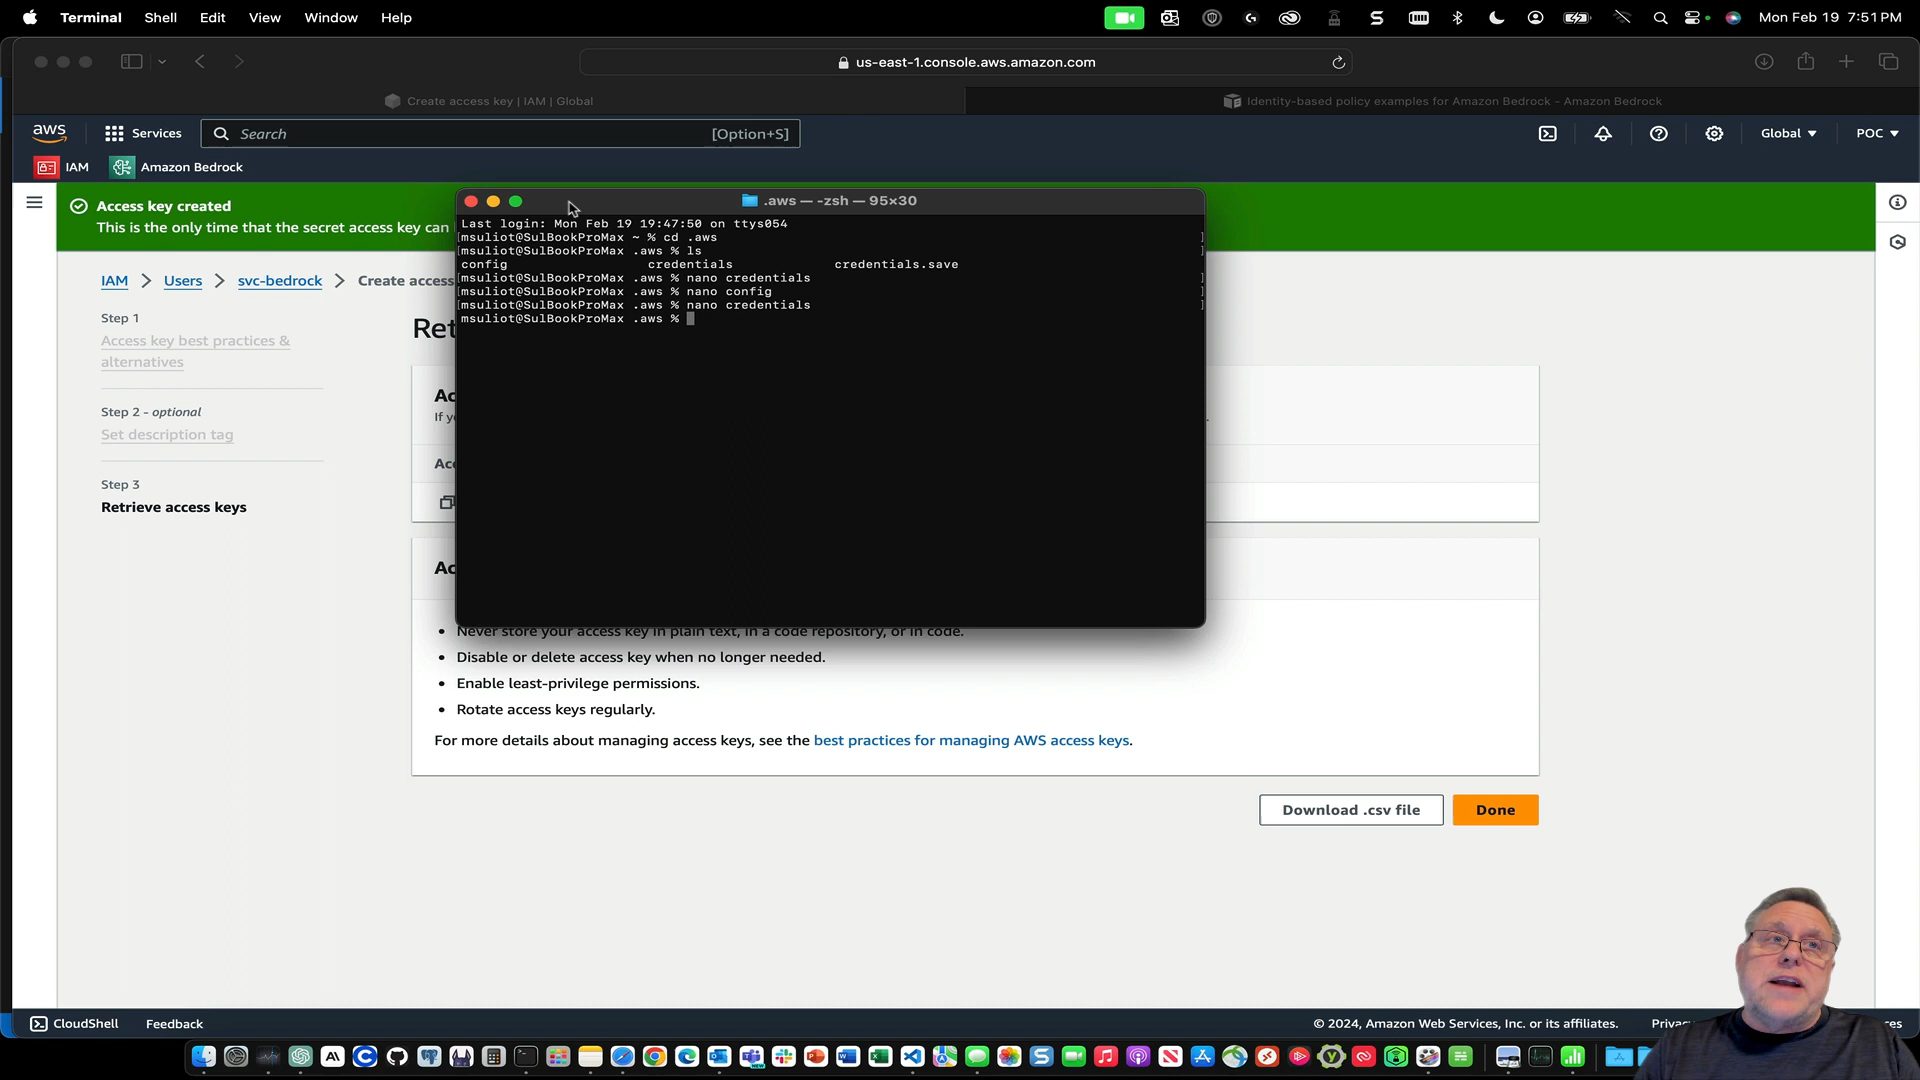 Terminal Shell Edit View Window Help Mon Feb 19 7:51 PM
us-east-1.console.aws.amazon.com
Create access key | IAM | Global Identity-based policy examples for Amazon Bedrock - Amazon Bedrock
aws Services Search [Option+S] Global POC
IAM Amazon Bedrock
Access key created
This is the only time that the secret access key can
IAM > Users > svc-bedrock > Create access
Step 1
Access key best practices &
alternatives
Step 2 - optional
Set description tag
Step 3
Retrieve access keys
Ret
Ac
If y
Acc
Ac
.aws — -zsh — 95×30
Last login: Mon Feb 19 19:47:50 on ttys054
[msuliot@SulBookProMax ~ % cd .aws ]
[msuliot@SulBookProMax .aws % ls ]
config credentials credentials.save
[msuliot@SulBookProMax .aws % nano credentials ]
[msuliot@SulBookProMax .aws % nano config ]
[msuliot@SulBookProMax .aws % nano credentials ]
msuliot@SulBookProMax .aws %
• Never store your access key in plain text, in a code repository, or in code.
• Disable or delete access key when no longer needed.
• Enable least-privilege permissions.
• Rotate access keys regularly.
For more details about managing access keys, see the best practices for managing AWS access keys.
Download .csv file Done
CloudShell Feedback © 2024, Amazon Web Services, Inc. or its affiliates. Privac ces